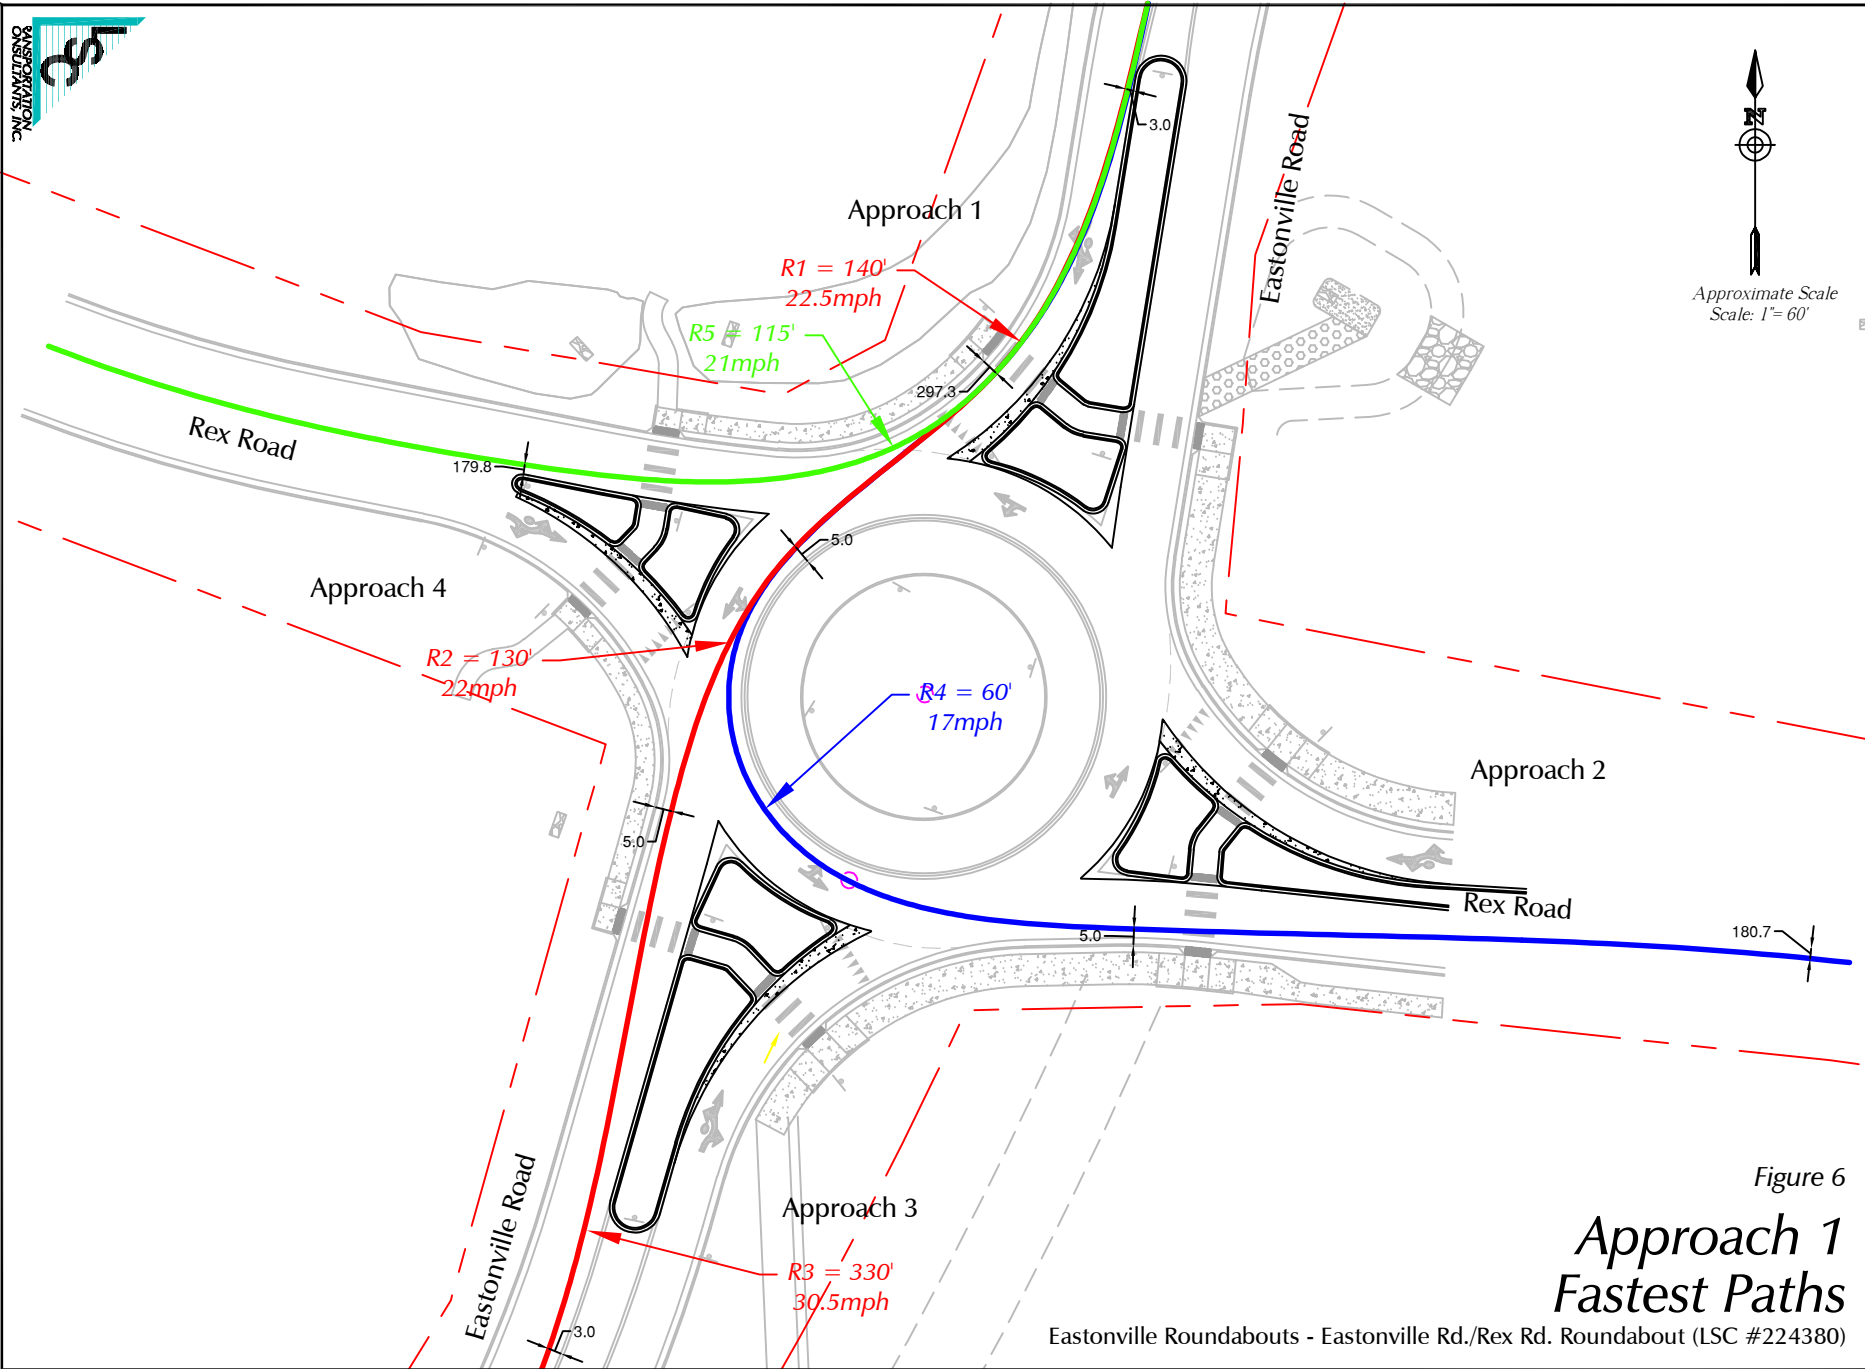 LSC
TRANSPORTATION
CONSULTANTS, INC.
3.0
N
Eastonville Road
Approach 1
R1 = 140'
22.5mph
Approximate Scale
Scale: 1"= 60'
R5 = 115'
21mph
297.3
Rex Road
179.8
5.0
Approach 4
R2 = 130'
22mph
R4 = 60'
17mph
Approach 2
5.0
Rex Road
5.0
180.7
Eastonville Road
Approach 3
R3 = 330'
30.5mph
3.0
Figure 6
Approach 1
Fastest Paths
Eastonville Roundabouts - Eastonville Rd./Rex Rd. Roundabout (LSC #224380)